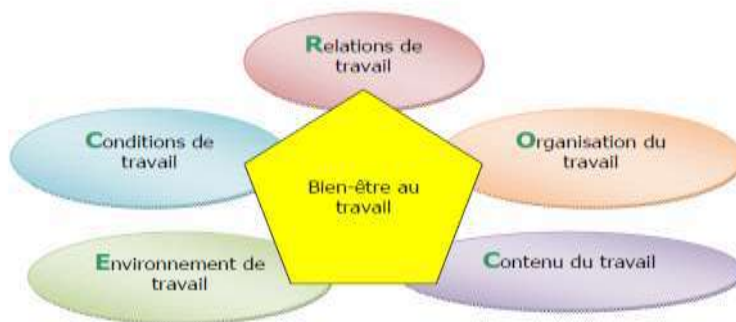 Relations de
travail
Conditions de
travail
Organisation du
travail
Bien-être au
travail
Environnement de
travail
Contenu du travail